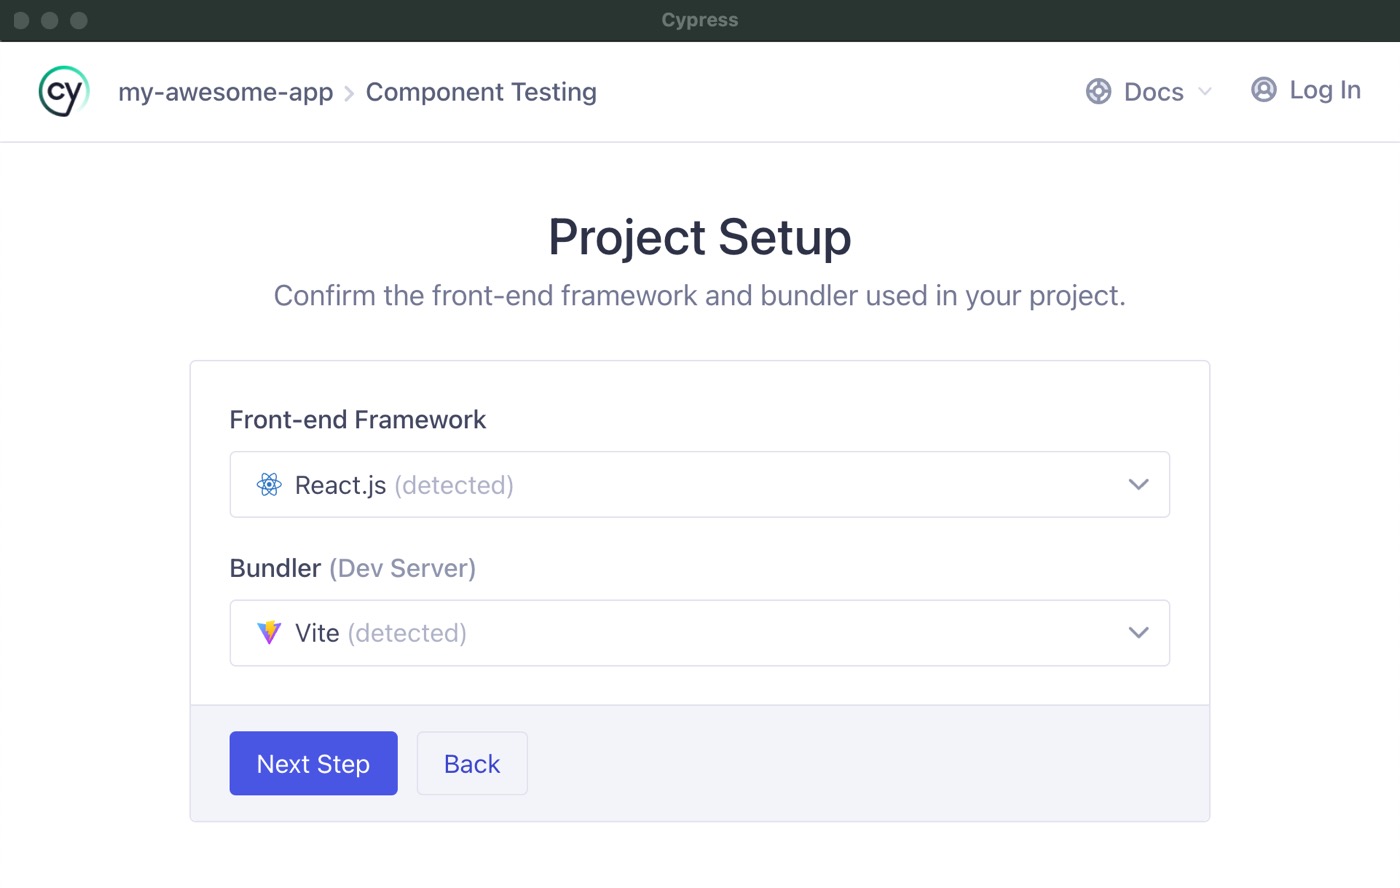 Cypress
cy my-awesome-app Component Testing Docs Log In
Project Setup
Confirm the front-end framework and bundler used in your project.
Front-end Framework
React.js (detected)
Bundler (Dev Server)
Vite (detected)
Next Step Back